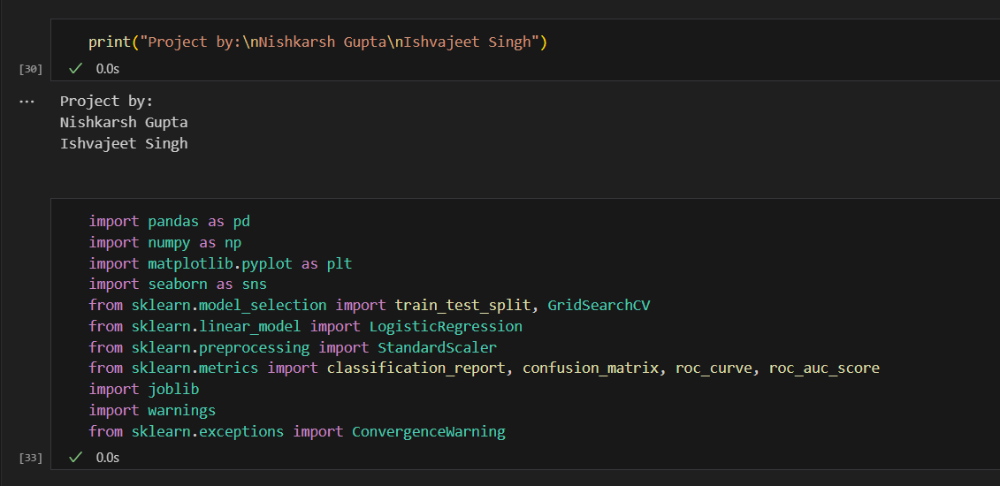 print("Project by:\nNishkarsh Gupta\nIshvajeet Singh")
[30] 0.0s
... Project by:
Nishkarsh Gupta
Ishvajeet Singh
import pandas as pd
import numpy as np
import matplotlib.pyplot as plt
import seaborn as sns
from sklearn.model_selection import train_test_split, GridSearchCV
from sklearn.linear_model import LogisticRegression
from sklearn.preprocessing import StandardScaler
from sklearn.metrics import classification_report, confusion_matrix, roc_curve, roc_auc_score
import joblib
import warnings
from sklearn.exceptions import ConvergenceWarning
[33] 0.0s